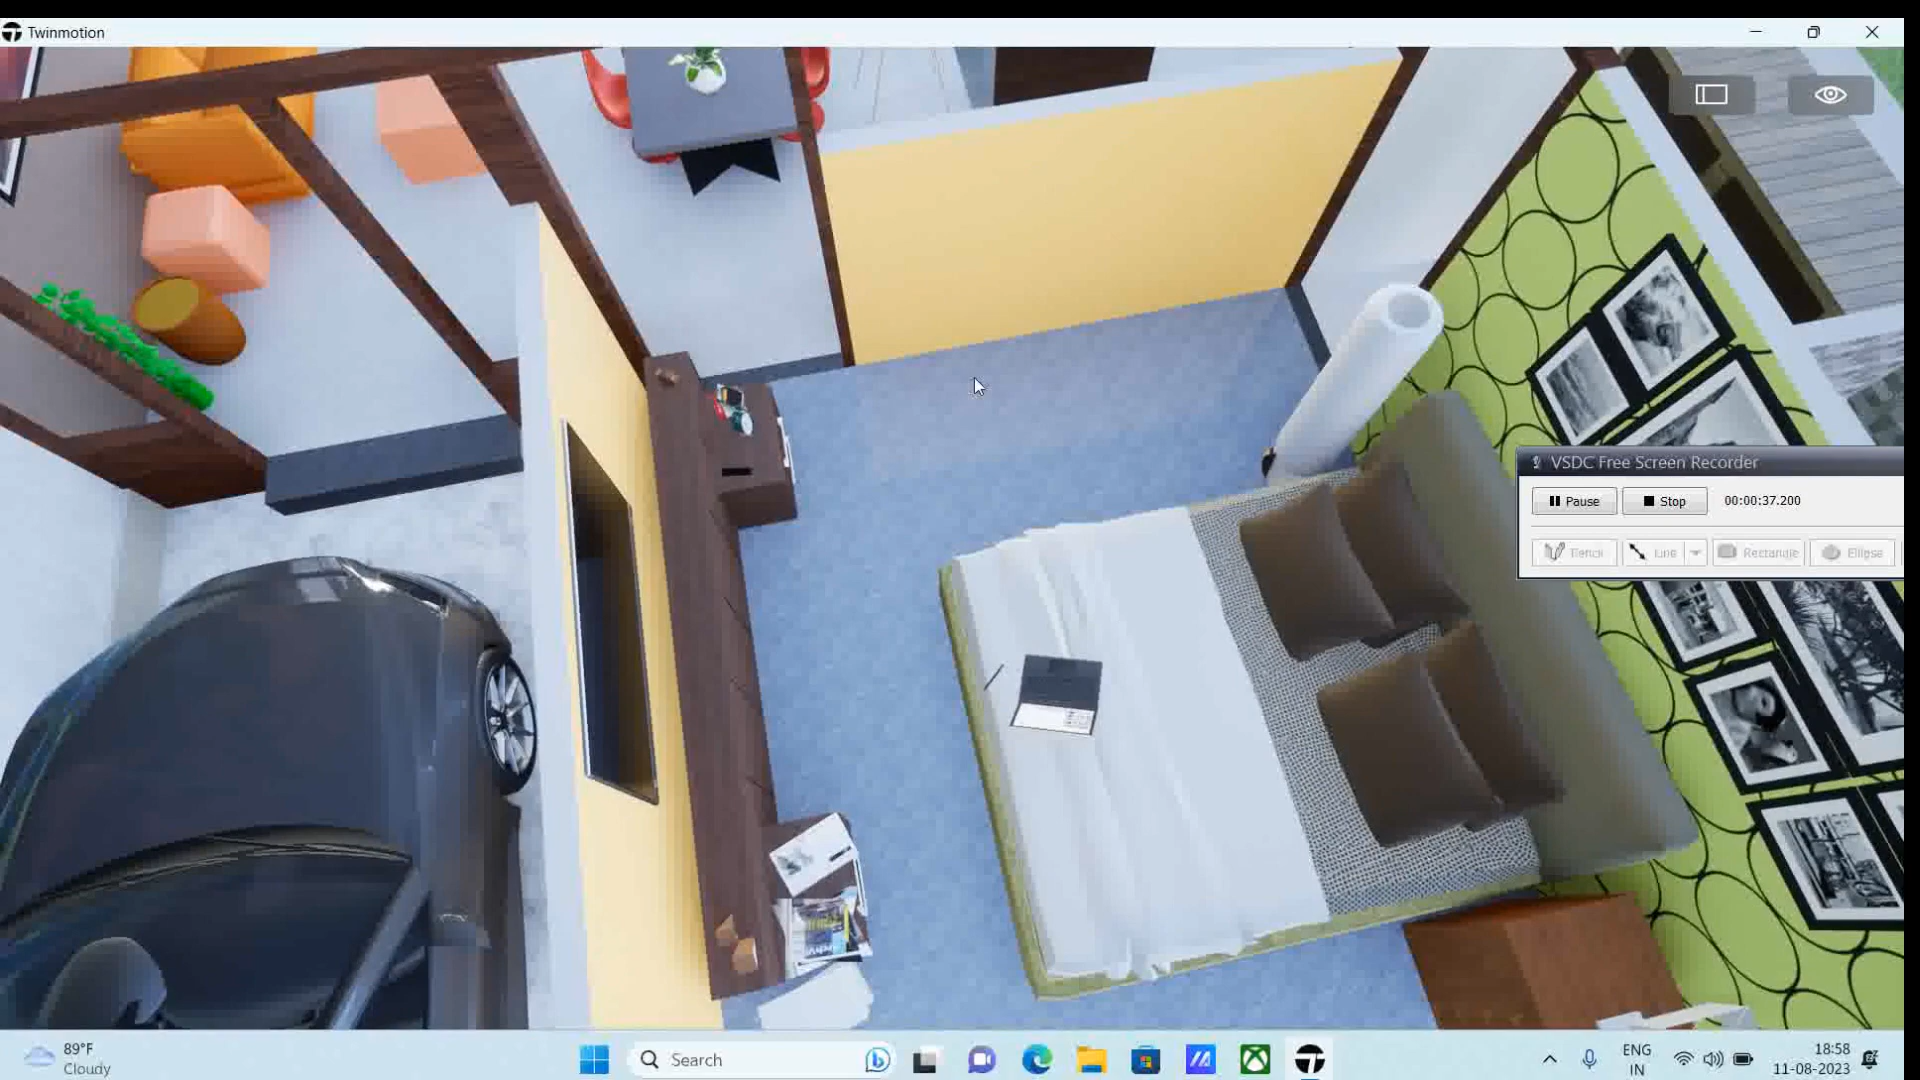 Twinmotion
VSDC Free Screen Recorder
Pause
Stop
00:00:37.200
Pencil
Line
Rectangle
Ellipse
89°F
Cloudy
Search
ENG
IN
18:58
11-08-2023